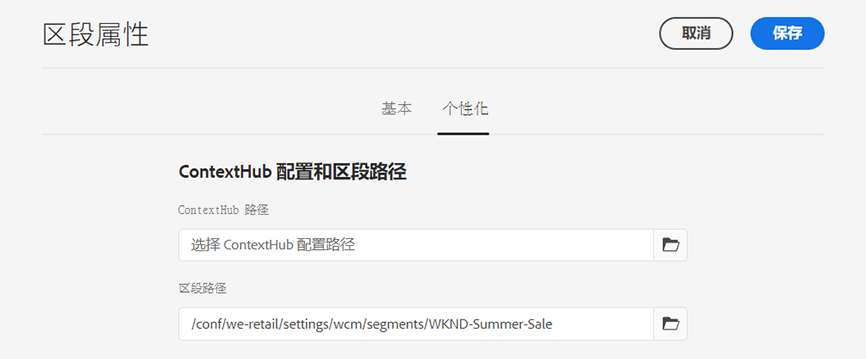 区段属性
取消
保存
基本
个性化
ContextHub 配置和区段路径
ContextHub 路径
选择 ContextHub 配置路径
区段路径
/conf/we-retail/settings/wcm/segments/WKND-Summer-Sale